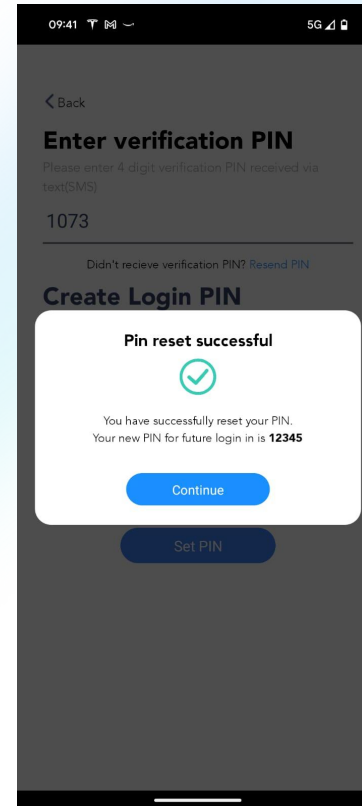 09:41
5G
Back
Enter verification PIN
Please enter 4 digit verification PIN received via
text(SMS)
1073
Didn't recieve verification PIN? Resend PIN
Create Login PIN
Pin reset successful
You have successfully reset your PIN.
Your new PIN for future login in is 12345
Continue
Set PIN